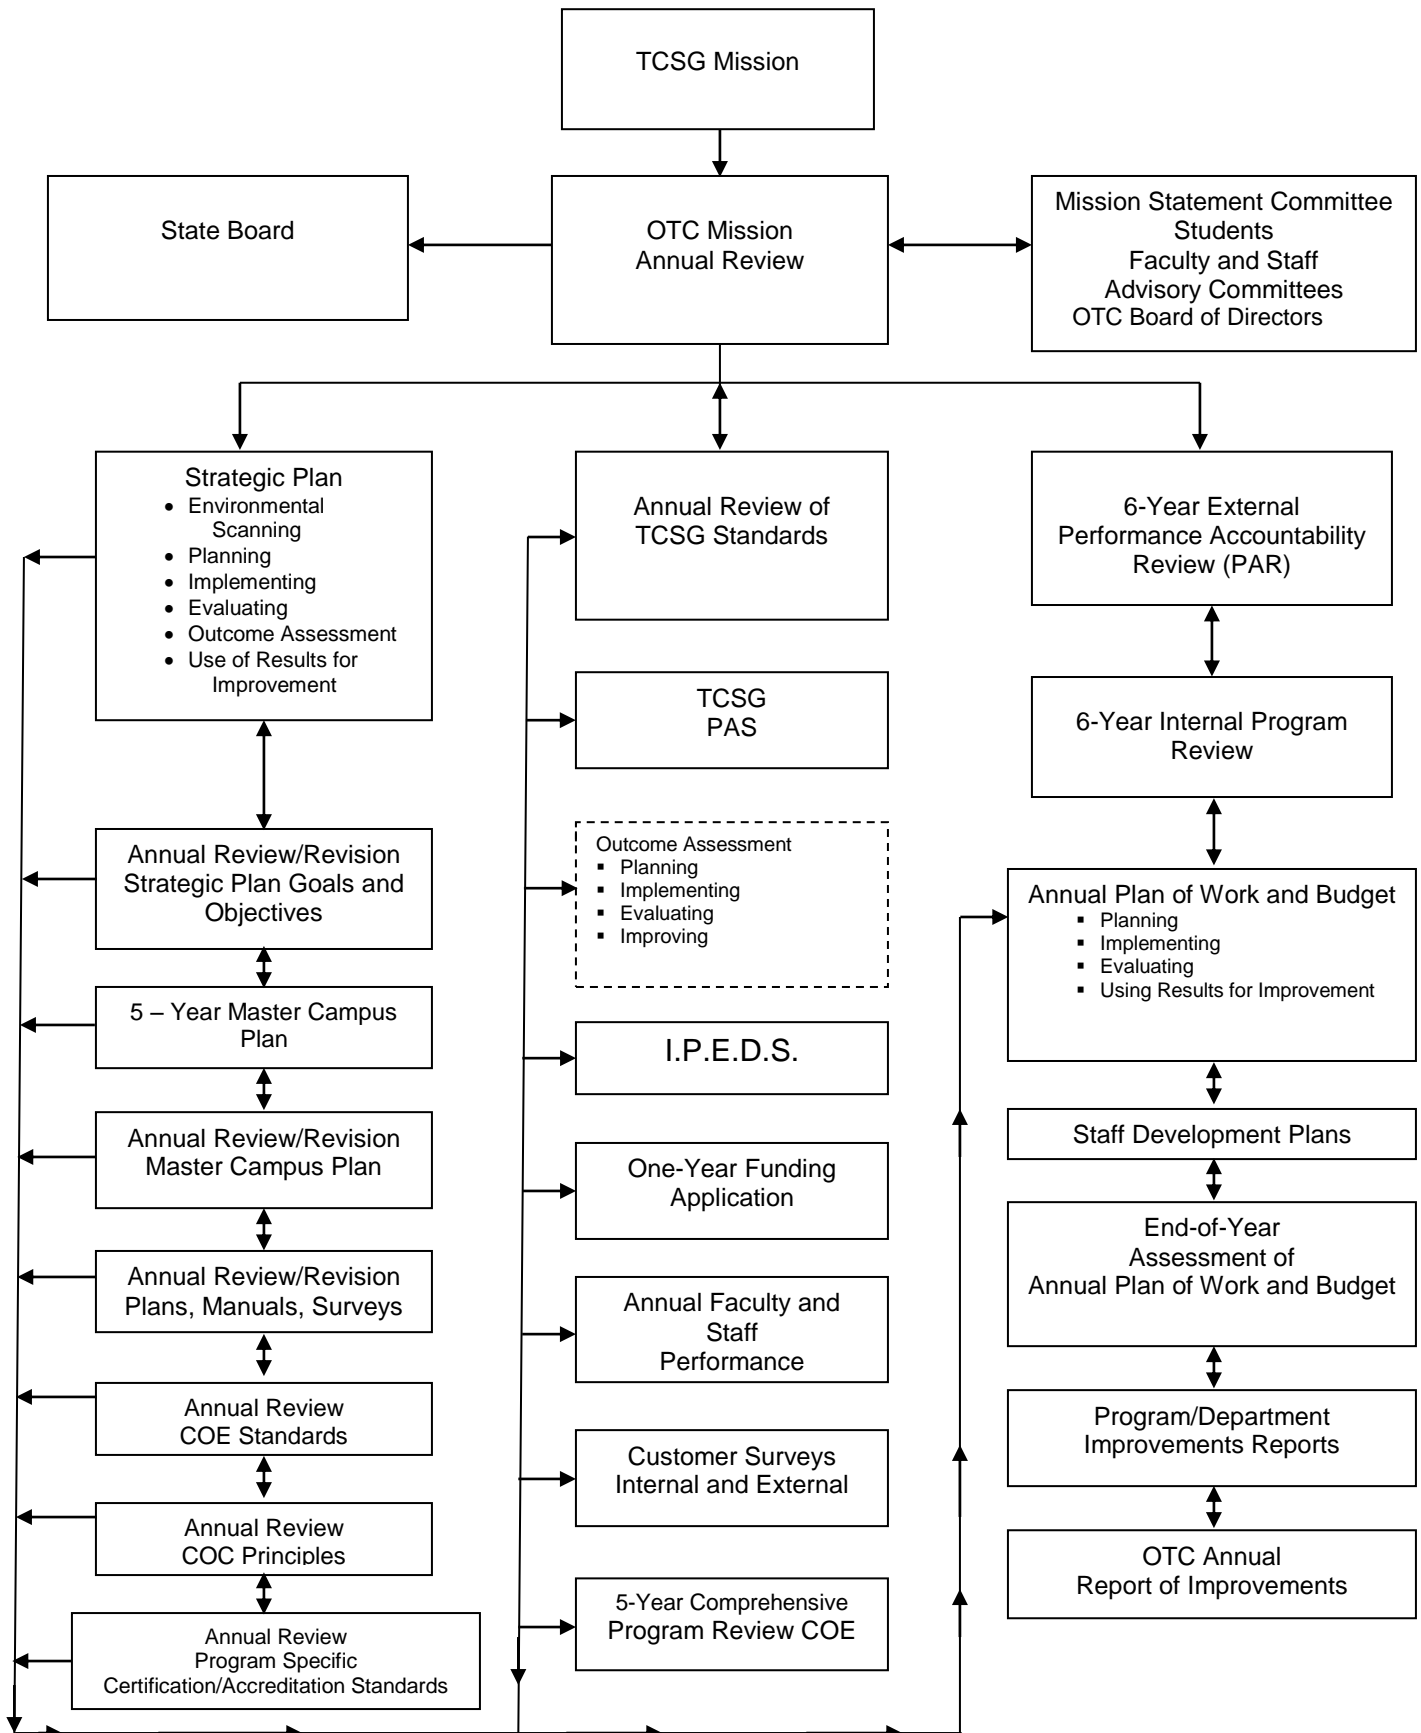 TCSG Mission
State Board
OTC Mission
Annual Review
Mission Statement Committee
Students
Faculty and Staff
Advisory Committees
OTC Board of Directors
Strategic Plan
• Environmental
Scanning
• Planning
• Implementing
• Evaluating
• Outcome Assessment
• Use of Results for
Improvement
Annual Review/Revision
Strategic Plan Goals and
Objectives
5 – Year Master Campus
Plan
Annual Review/Revision
Master Campus Plan
Annual Review/Revision
Plans, Manuals, Surveys
Annual Review
COE Standards
Annual Review
COC Principles
Annual Review
Program Specific
Certification/Accreditation Standards
Annual Review of
TCSG Standards
TCSG
PAS
Outcome Assessment
▪ Planning
▪ Implementing
▪ Evaluating
▪ Improving
I.P.E.D.S.
One-Year Funding
Application
Annual Faculty and
Staff
Performance
Customer Surveys
Internal and External
5-Year Comprehensive
Program Review COE
6-Year External
Performance Accountability
Review (PAR)
6-Year Internal Program
Review
Annual Plan of Work and Budget
▪ Planning
▪ Implementing
▪ Evaluating
▪ Using Results for Improvement
Staff Development Plans
End-of-Year
Assessment of
Annual Plan of Work and Budget
Program/Department
Improvements Reports
OTC Annual
Report of Improvements